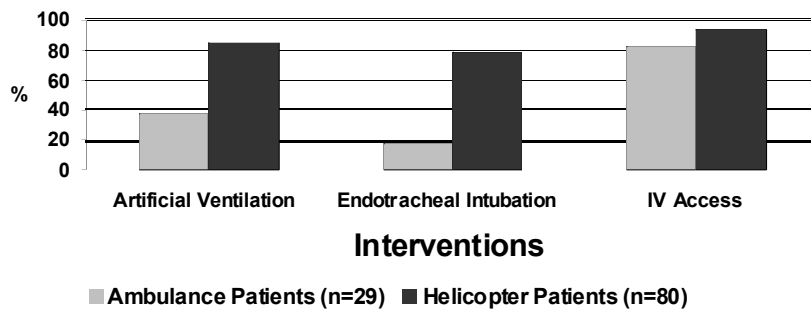 100
80
60
%
40
20
0
Artificial Ventilation Endotracheal Intubation IV Access
Interventions
Ambulance Patients (n=29) Helicopter Patients (n=80)